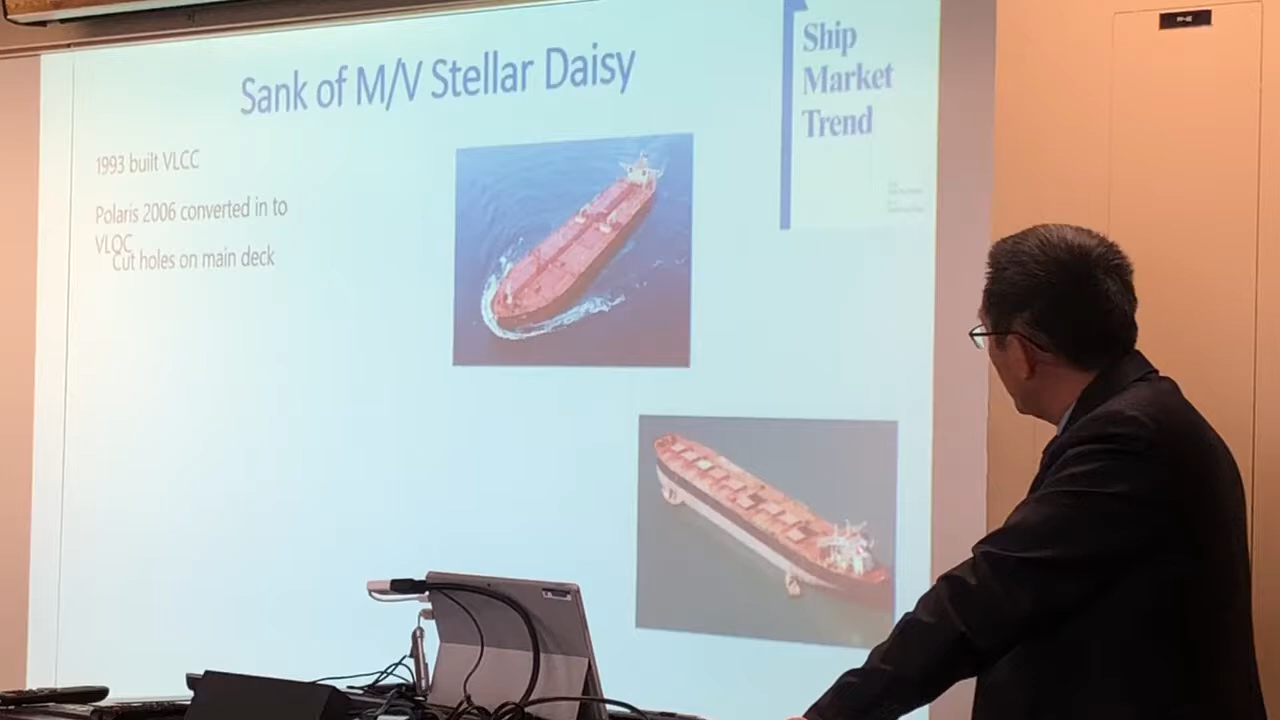 Sank of M/V Stellar Daisy
Ship
Market
Trend
1993 built VLCC
Polaris 2006 converted in to
VLOC
Cut holes on main deck